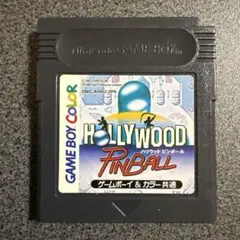 Nintendo GAME BOY
GAME BOY COLOR
HOLLYWOOD
ハリウッド ピンボール
PINBALL
ゲームボーイ&カラー共通